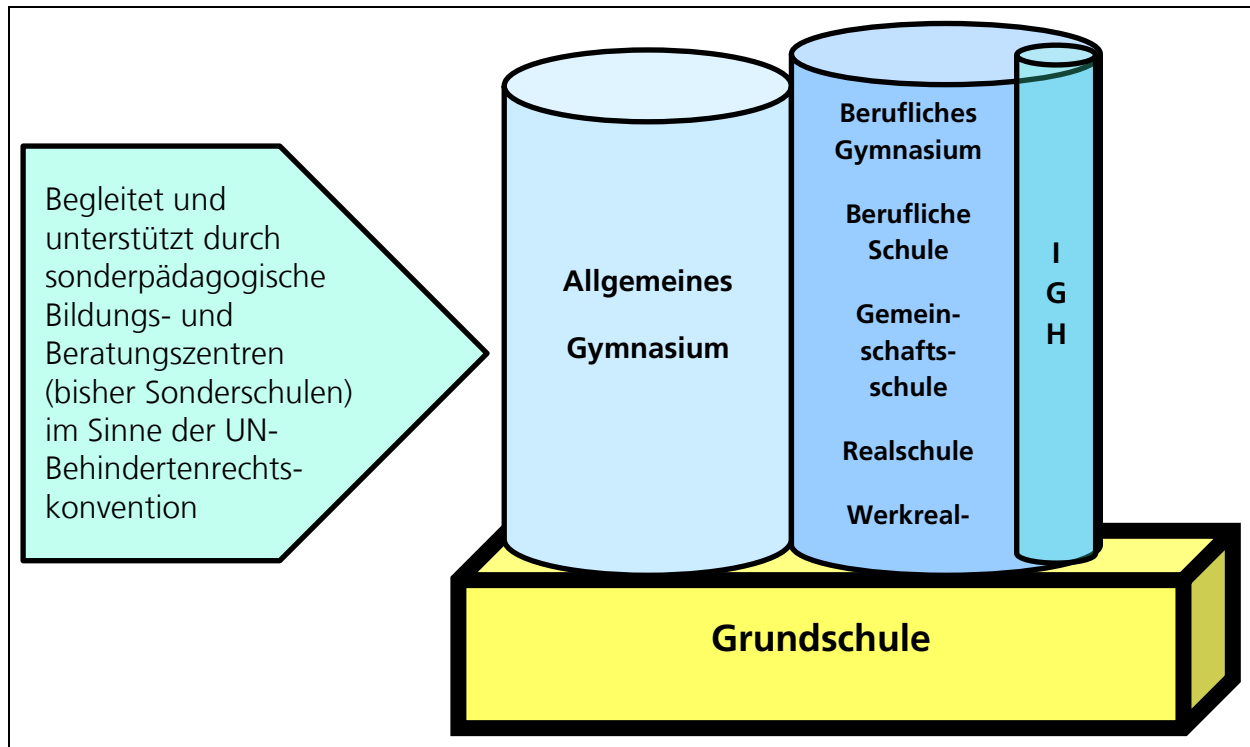 Begleitet und
unterstützt durch
sonderpädagogische
Bildungs- und
Beratungszentren
(bisher Sonderschulen)
im Sinne der UN-
Behindertenrechts-
konvention
Allgemeines
Gymnasium
Berufliches
Gymnasium
Berufliche
Schule
Gemein-
schafts-
schule
Realschule
Werkreal-
I
G
H
Grundschule